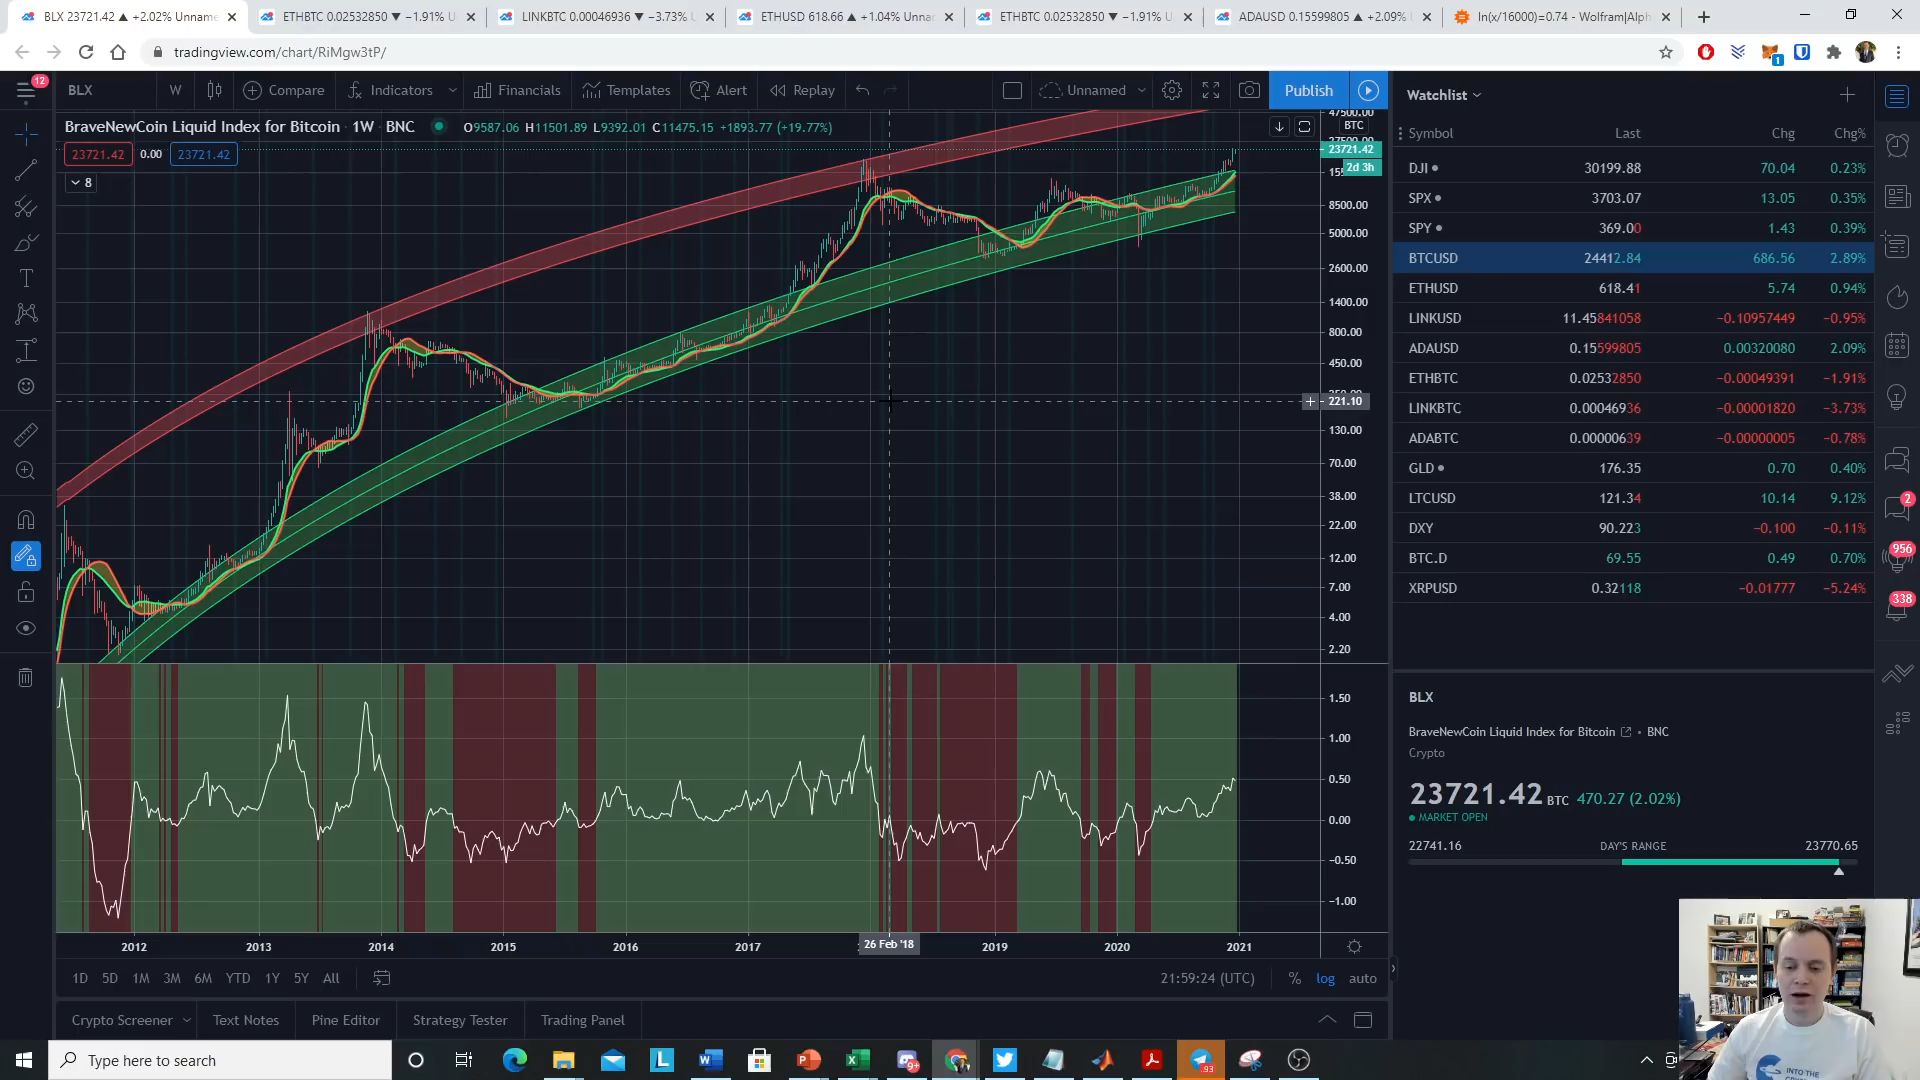 BLX 23721.42 ▲ +2.02% Unname
ETHBTC 0.02532850 ▼ −1.91% U
LINKBTC 0.00046936 ▼ −3.73% U
ETHUSD 618.66 ▲ +1.04% Unnar
ETHBTC 0.02532850 ▼ −1.91% U
ADAUSD 0.15599805 ▲ +2.09% U
ln(x/16000)=0.74 - Wolfram|Alph
tradingview.com/chart/RiMgw3tP/
1
12
BLX
W
Compare
Indicators
Financials
Templates
Alert
Replay
Unnamed
Publish
BraveNewCoin Liquid Index for Bitcoin · 1W · BNC
O9587.06 H11501.89 L9392.01 C11475.15 +1893.77 (+19.77%)
23721.42 0.00 23721.42
8
47500.00
BTC
23721.42
2d 3h
8500.00
5000.00
2600.00
1400.00
800.00
450.00
221.10
130.00
70.00
38.00
22.00
12.00
7.00
4.00
2.20
1.50
1.00
0.50
0.00
−0.50
−1.00
2012 2013 2014 2015 2016 2017 26 Feb '18 2019 2020 2021
1D 5D 1M 3M 6M YTD 1Y 5Y All
21:59:24 (UTC) % log auto
Crypto Screener
Text Notes
Pine Editor
Strategy Tester
Trading Panel
Watchlist
Symbol Last Chg Chg%
DJI 30199.88 70.04 0.23%
SPX 3703.07 13.05 0.35%
SPY 369.00 1.43 0.39%
BTCUSD 24412.84 686.56 2.89%
ETHUSD 618.41 5.74 0.94%
LINKUSD 11.45841058 −0.10957449 −0.95%
ADAUSD 0.15599805 0.00320080 2.09%
ETHBTC 0.02532850 −0.00049391 −1.91%
LINKBTC 0.00046936 −0.00001820 −3.73%
ADABTC 0.00000639 −0.00000005 −0.78%
GLD 176.35 0.70 0.40%
LTCUSD 121.34 10.14 9.12%
DXY 90.223 −0.100 −0.11%
BTC.D 69.55 0.49 0.70%
XRPUSD 0.32118 −0.01777 −5.24%
2
956
338
BLX
BraveNewCoin Liquid Index for Bitcoin • BNC
Crypto
23721.42 BTC 470.27 (2.02%)
MARKET OPEN
22741.16 DAY'S RANGE 23770.65
INTO THE
Type here to search
9+
93